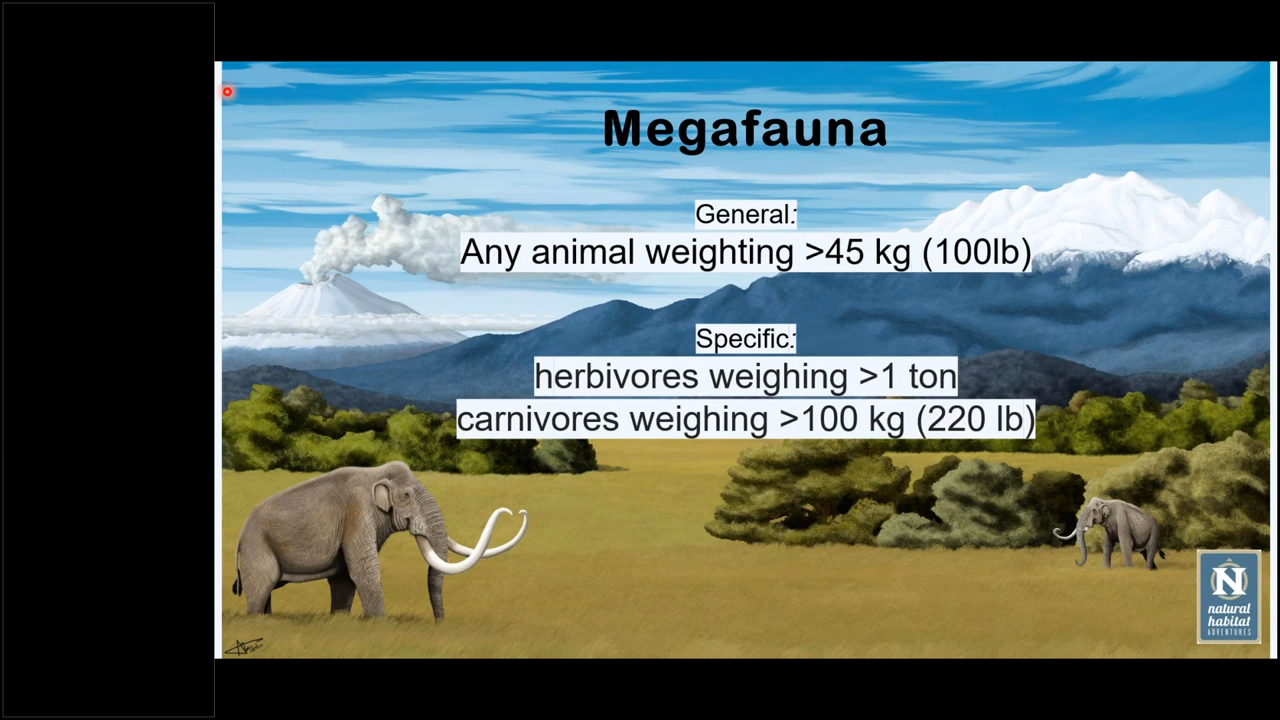 Megafauna
General:
Any animal weighting >45 kg (100lb)
Specific:
herbivores weighing >1 ton
carnivores weighing >100 kg (220 lb)
N
natural
habitat
ADVENTURES